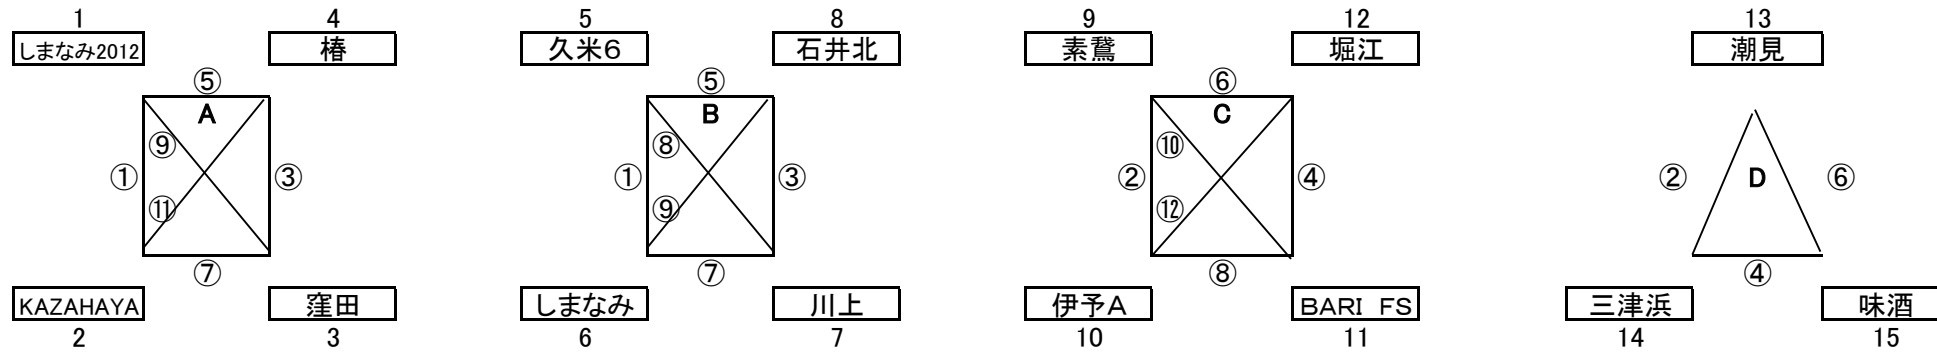 1 4 5 8 9 12 13
しまなみ2012 椿 久米6 石井北 素鵞 堀江 潮見
⑤ ⑤ ⑥
A B C
⑨ ⑧ ⑩
① ③ ① ③ ② ④ ② D ⑥
⑪ ⑨ ⑫
⑦ ⑦ ⑧ ④
KAZAHAYA 窪田 しまなみ 川上 伊予A BARI FS 三津浜 味酒
2 3 6 7 10 11 14 15